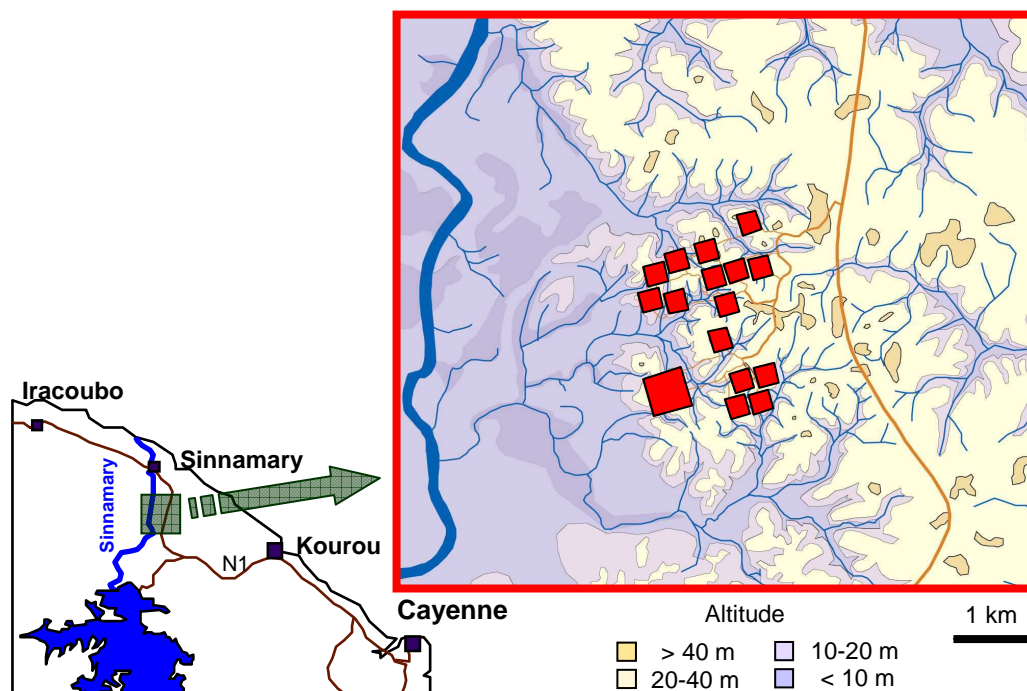 Iracoubo
Sinnamary
Sinnamary
Kourou
N1
Cayenne
Altitude
1 km
> 40 m
10-20 m
20-40 m
< 10 m